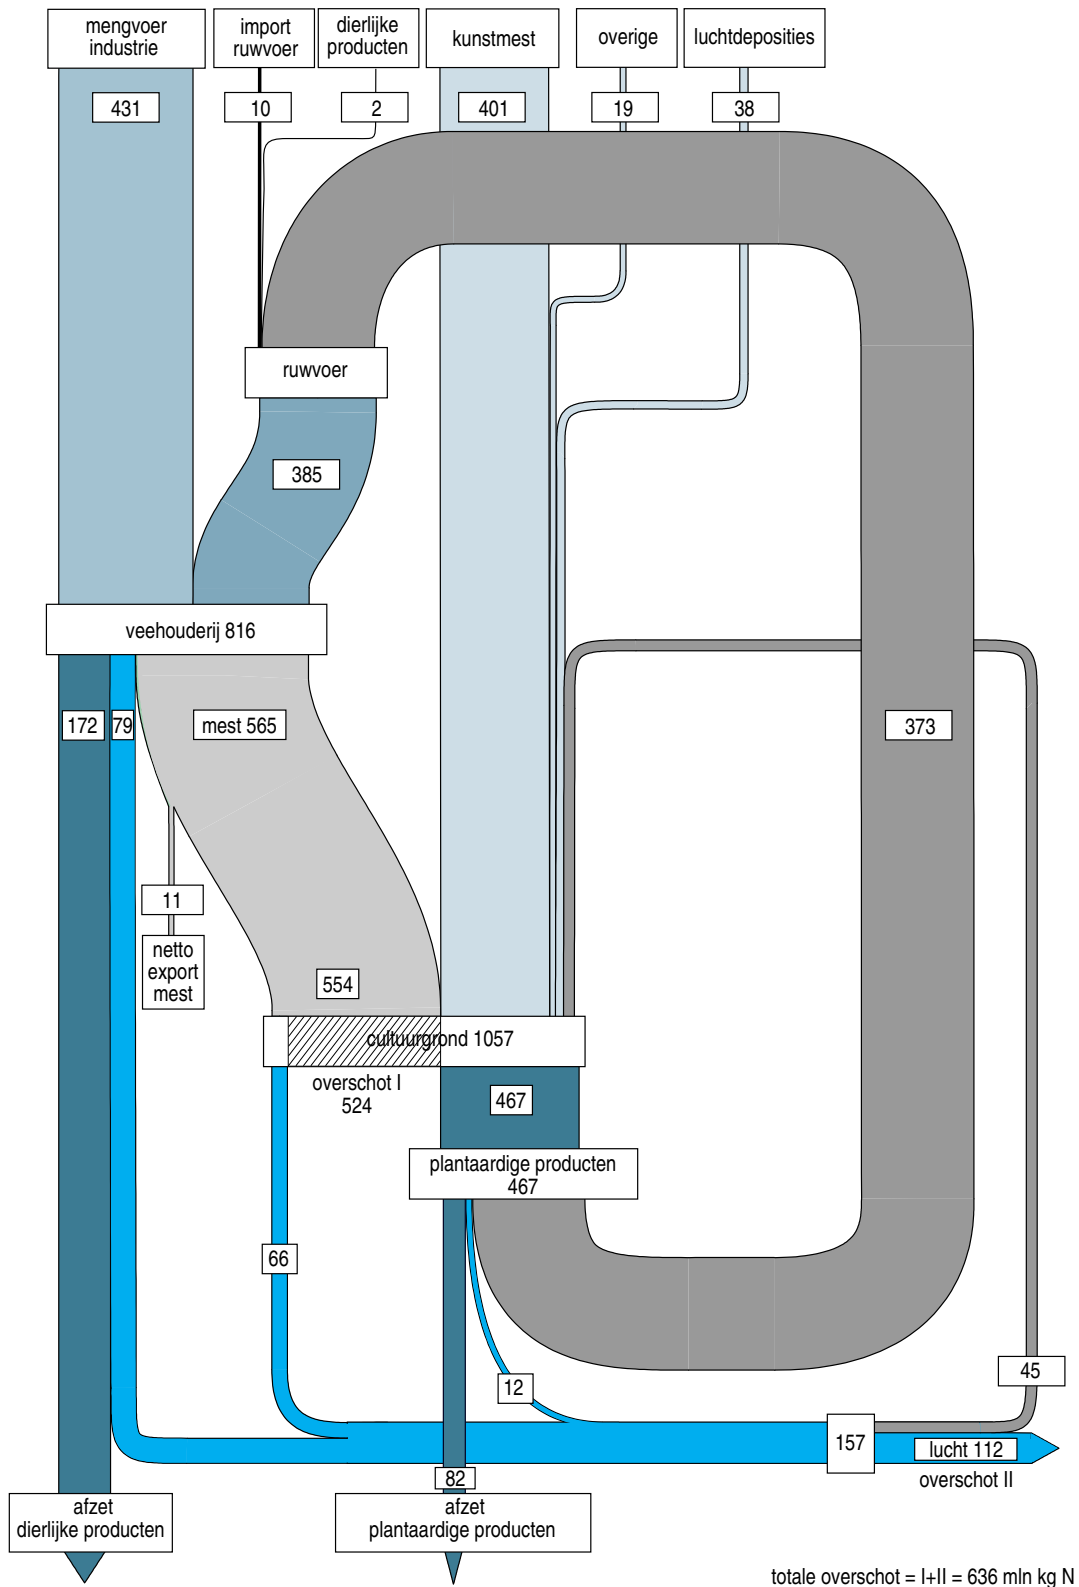 mengvoer
industrie
import
ruwvoer
dierlijke
producten
kunstmest
overige
luchtdeposities
431
10
2
401
19
38
ruwvoer
385
veehouderij 816
172
79
mest 565
373
11
netto
export
mest
554
cultuurgrond 1057
overschot I
524
467
plantaardige producten
467
66
12
45
157
lucht 112
overschot II
82
afzet
dierlijke producten
afzet
plantaardige producten
totale overschot = I+II = 636 mln kg N